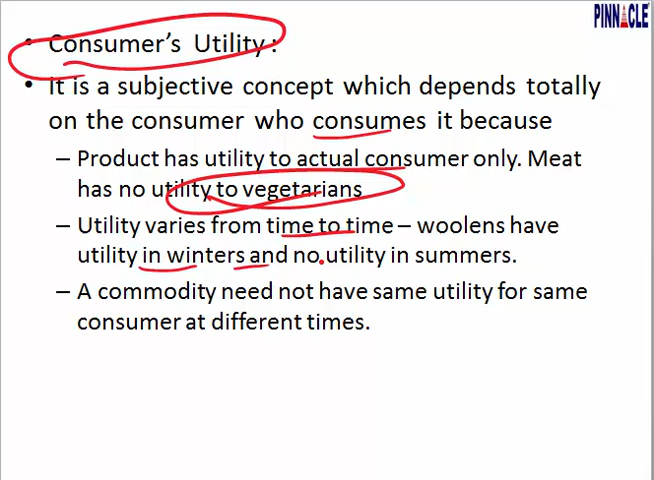 PINNACLE
• Consumer's Utility :
• It is a subjective concept which depends totally
on the consumer who consumes it because
– Product has utility to actual consumer only. Meat
has no utility to vegetarians
– Utility varies from time to time – woolens have
utility in winters and no utility in summers.
– A commodity need not have same utility for same
consumer at different times.